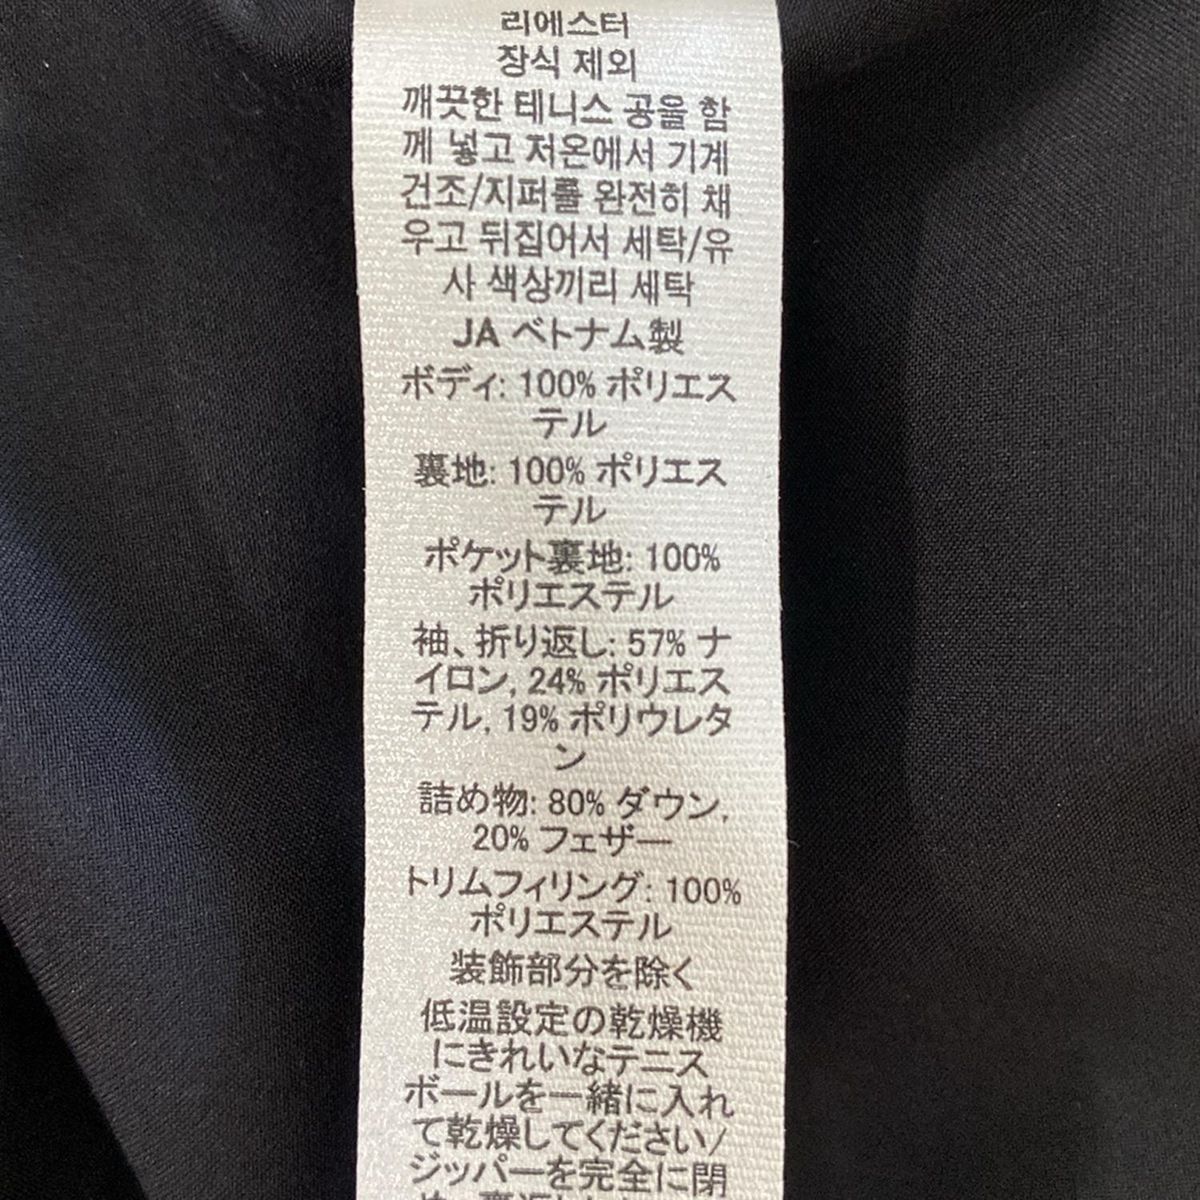 리에스터
장식 제외
깨끗한 테니스 공을 함
께 넣고 저온에서 기계
건조/지퍼를 완전히 채
우고 뒤집어서 세탁/유
사 색상끼리 세탁
JA ベトナム製
ボディ: 100% ポリエス
テル
裏地: 100% ポリエス
テル
ポケット裏地: 100%
ポリエステル
袖、折り返し: 57% ナ
イロン, 24% ポリエス
テル, 19% ポリウレタ
ン
詰め物: 80% ダウン,
20% フェザー
トリムフィリング: 100%
ポリエステル
装飾部分を除く
低温設定の乾燥機
にきれいなテニス
ボールを一緒に入れ
て乾燥してください/
ジッパーを完全に閉